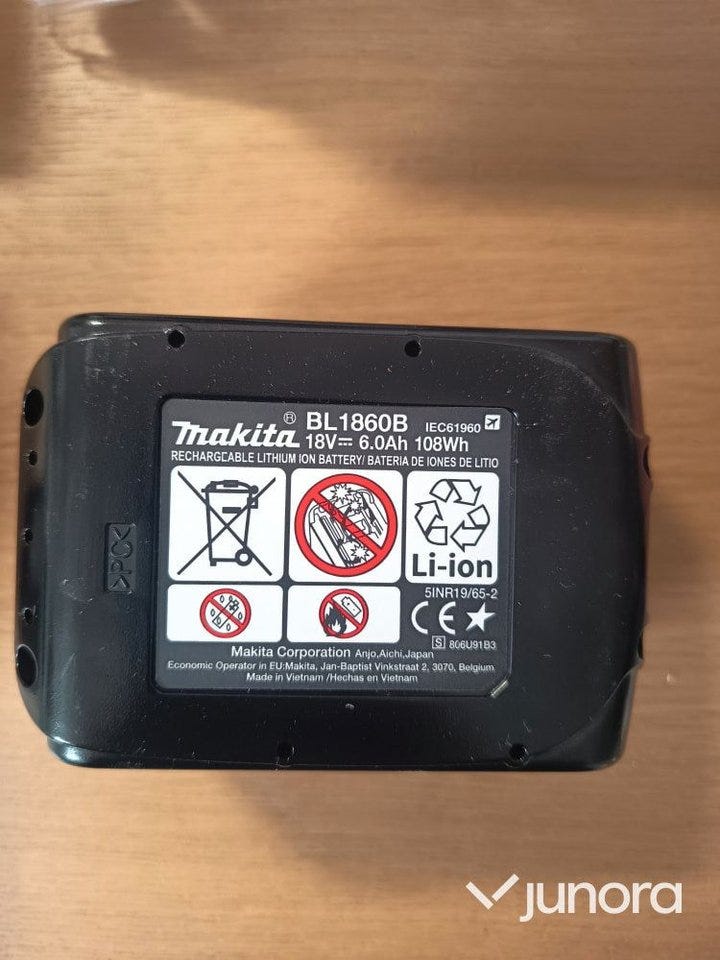 makita ® BL1860B IEC61960
18V⎓ 6.0Ah 108Wh
RECHARGCABLE LITHIUM ION BATTERY/ BATERIA DE IONES DE LITIO
Li-ion
5INR19/65-2
CE
S 806U91B3
Makita Corporation Anjo,Aichi,Japan
Economic Operator in EU:Makita, Jan-Baptist Vinkstraat 2, 3070, Belgium
Made in Vietnam /Hechas en Vietnam
>PC<
junora